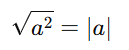 √a² = |a|